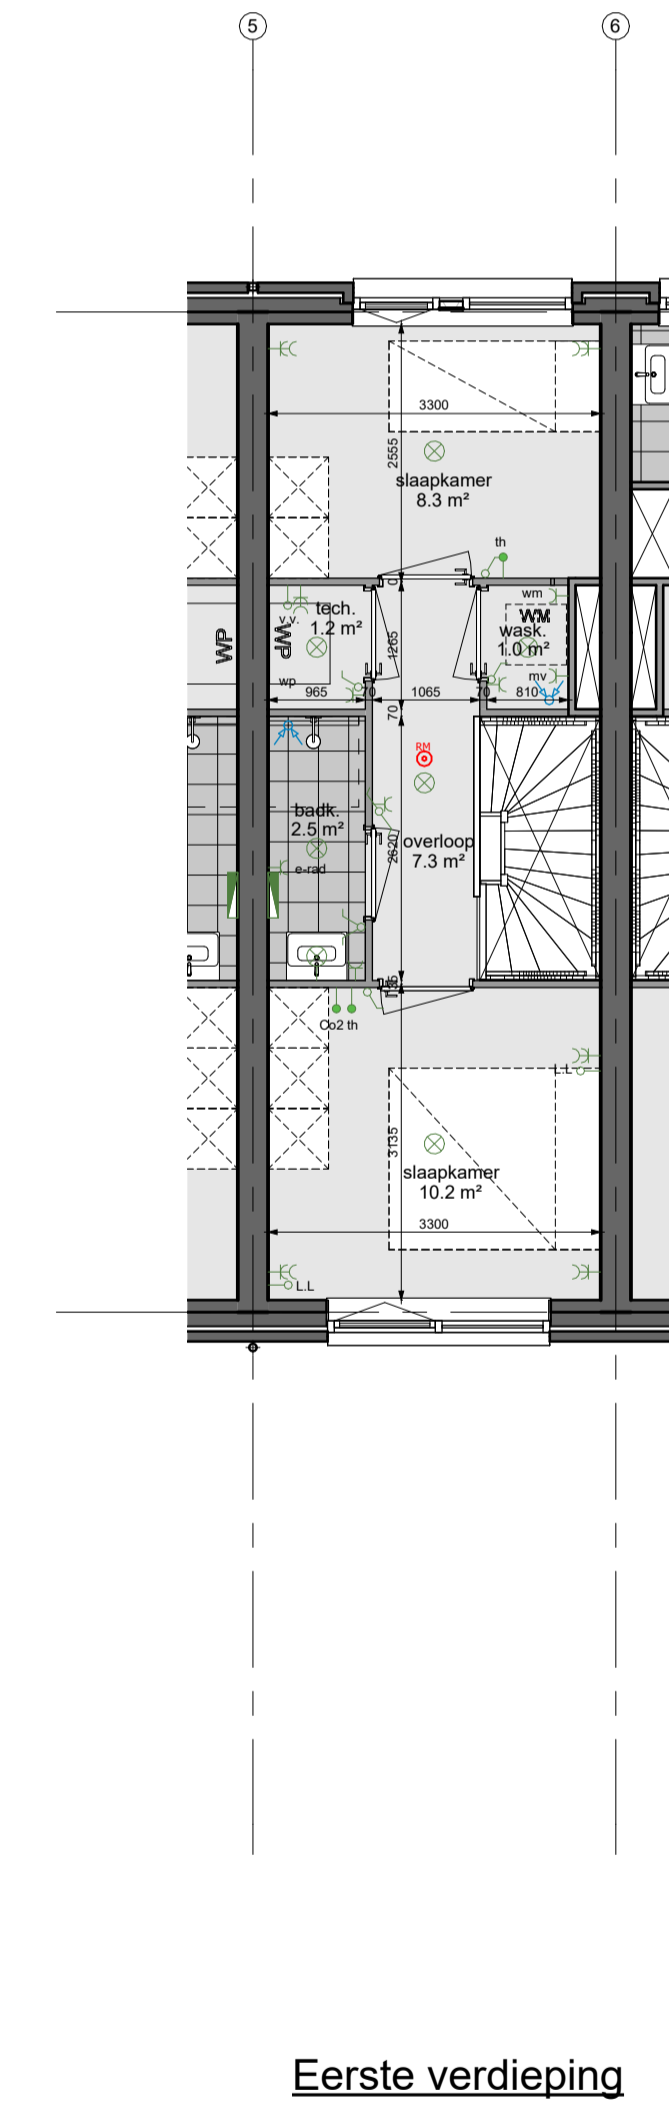 5
6
3300
2555
slaapkamer
8.3 m²
th
tech.
1.2 m²
v.v.
WP
WP
wp
wm
WM
wask.
1.0 m²
mv
1265
965
70
1065
70
810
70
RM
badk.
2.5 m²
e-rad
2620
overloop
7.3 m²
Co2 th
L.L
3135
slaapkamer
10.2 m²
3300
L.L
Eerste verdieping